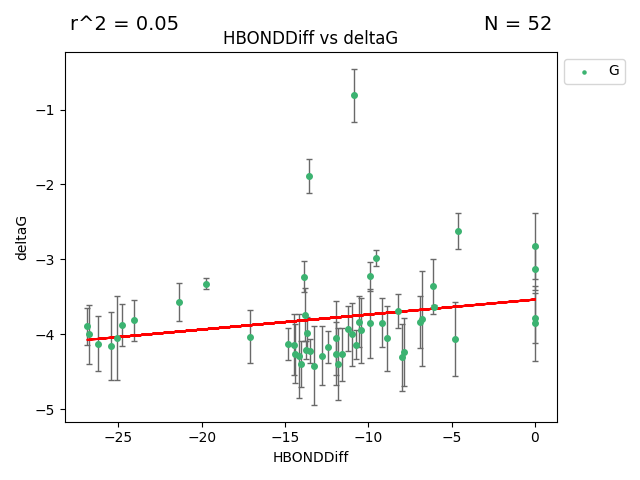 r^2 = 0.05
N = 52
HBONDDiff vs deltaG
G
−1
−2
−3
−4
−5
deltaG
−25
−20
−15
−10
−5
0
HBONDDiff